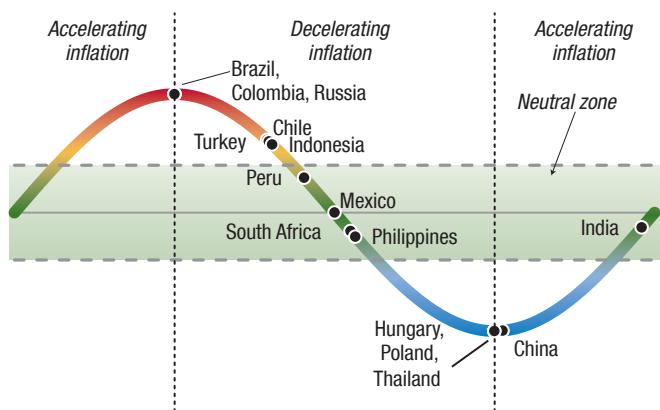 Accelerating
inflation
Decelerating
inflation
Accelerating
inflation
Brazil,
Colombia, Russia
Neutral zone
Chile
Turkey
Indonesia
Peru
Mexico
South Africa
Philippines
India
Hungary,
Poland,
Thailand
China